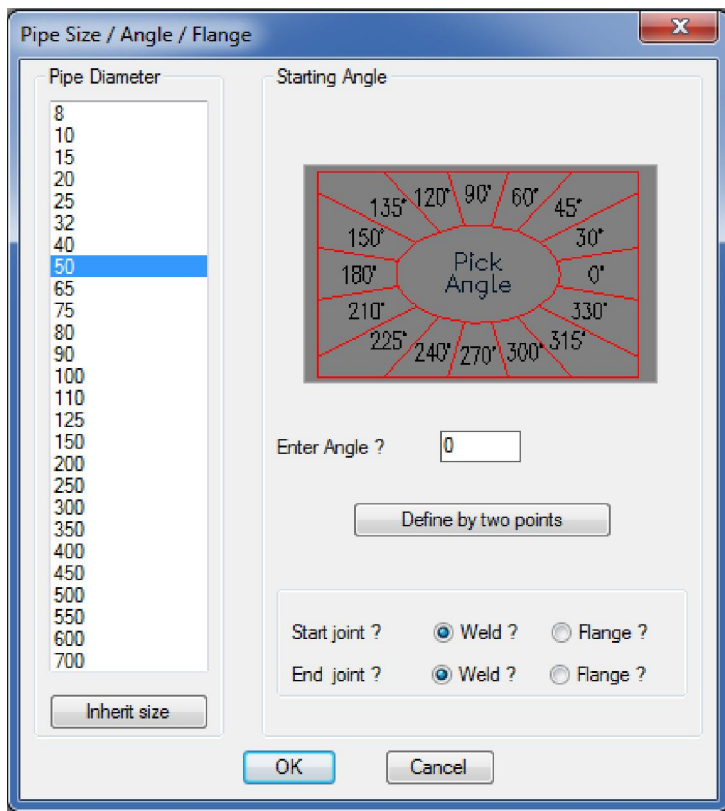 Pipe Size / Angle / Flange
x
Pipe Diameter
8
10
15
20
25
32
40
50
65
75
80
90
100
110
125
150
200
250
300
350
400
450
500
550
600
700
Inherit size
Starting Angle
135° 120° 90° 60° 45°
150° 30°
Pick
180° 0°
Angle
210° 330°
225° 240° 270° 300° 315°
Enter Angle ? 0
Define by two points
Start joint ? Weld ? Flange ?
End joint ? Weld ? Flange ?
OK Cancel